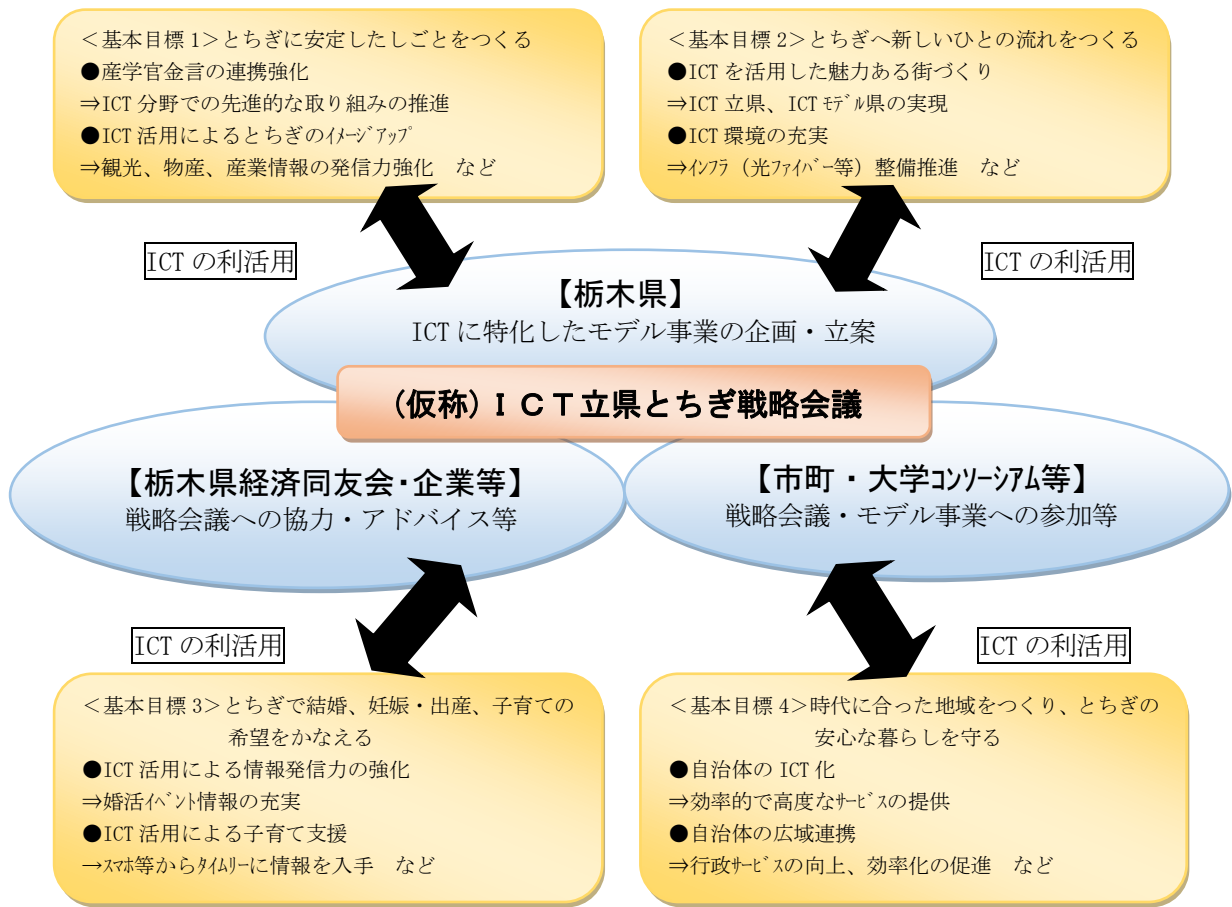 ＜基本目標 1＞とちぎに安定したしごとをつくる
●産学官金言の連携強化
⇒ICT 分野での先進的な取り組みの推進
●ICT 活用によるとちぎのｲﾒｰｼﾞｱｯﾌﾟ
⇒観光、物産、産業情報の発信力強化　など
＜基本目標 2＞とちぎへ新しいひとの流れをつくる
●ICT を活用した魅力ある街づくり
⇒ICT 立県、ICT ﾓﾃﾞﾙ県の実現
●ICT 環境の充実
⇒ｲﾝﾌﾗ（光ﾌｧｲﾊﾞｰ等）整備推進　など
ICT の利活用
ICT の利活用
【栃木県】
ICT に特化したモデル事業の企画・立案
(仮称)ＩＣＴ立県とちぎ戦略会議
【栃木県経済同友会・企業等】
戦略会議への協力・アドバイス等
【市町・大学ｺﾝｿｰｼｱﾑ等】
戦略会議・モデル事業への参加等
ICT の利活用
ICT の利活用
＜基本目標 3＞とちぎで結婚、妊娠・出産、子育ての
希望をかなえる
●ICT 活用による情報発信力の強化
⇒婚活ｲﾍﾞﾝﾄ情報の充実
●ICT 活用による子育て支援
→ｽﾏﾎ等からﾀｲﾑﾘｰに情報を入手　など
＜基本目標 4＞時代に合った地域をつくり、とちぎの
安心な暮らしを守る
●自治体の ICT 化
⇒効率的で高度なｻｰﾋﾞｽの提供
●自治体の広域連携
⇒行政ｻｰﾋﾞｽの向上、効率化の促進　など